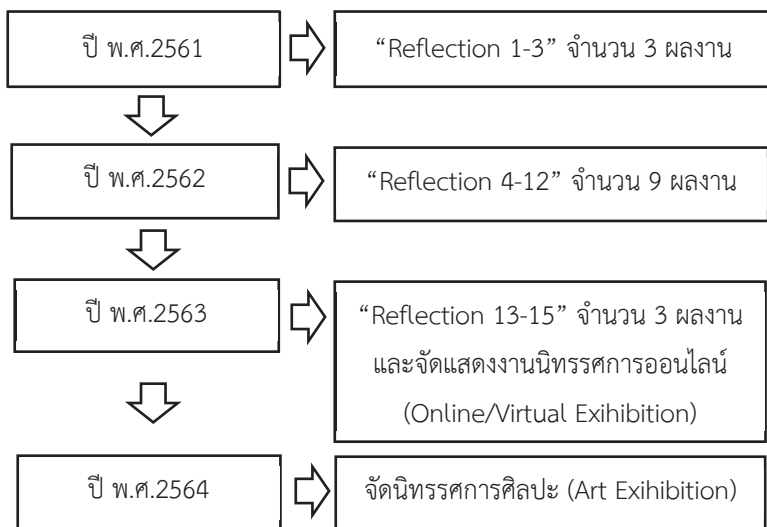 ปี พ.ศ.2561
“Reflection 1-3” จำนวน 3 ผลงาน
ปี พ.ศ.2562
“Reflection 4-12” จำนวน 9 ผลงาน
ปี พ.ศ.2563
“Reflection 13-15” จำนวน 3 ผลงาน
และจัดแสดงงานนิทรรศการออนไลน์
(Online/Virtual Exihibition)
ปี พ.ศ.2564
จัดนิทรรศการศิลปะ (Art Exihibition)